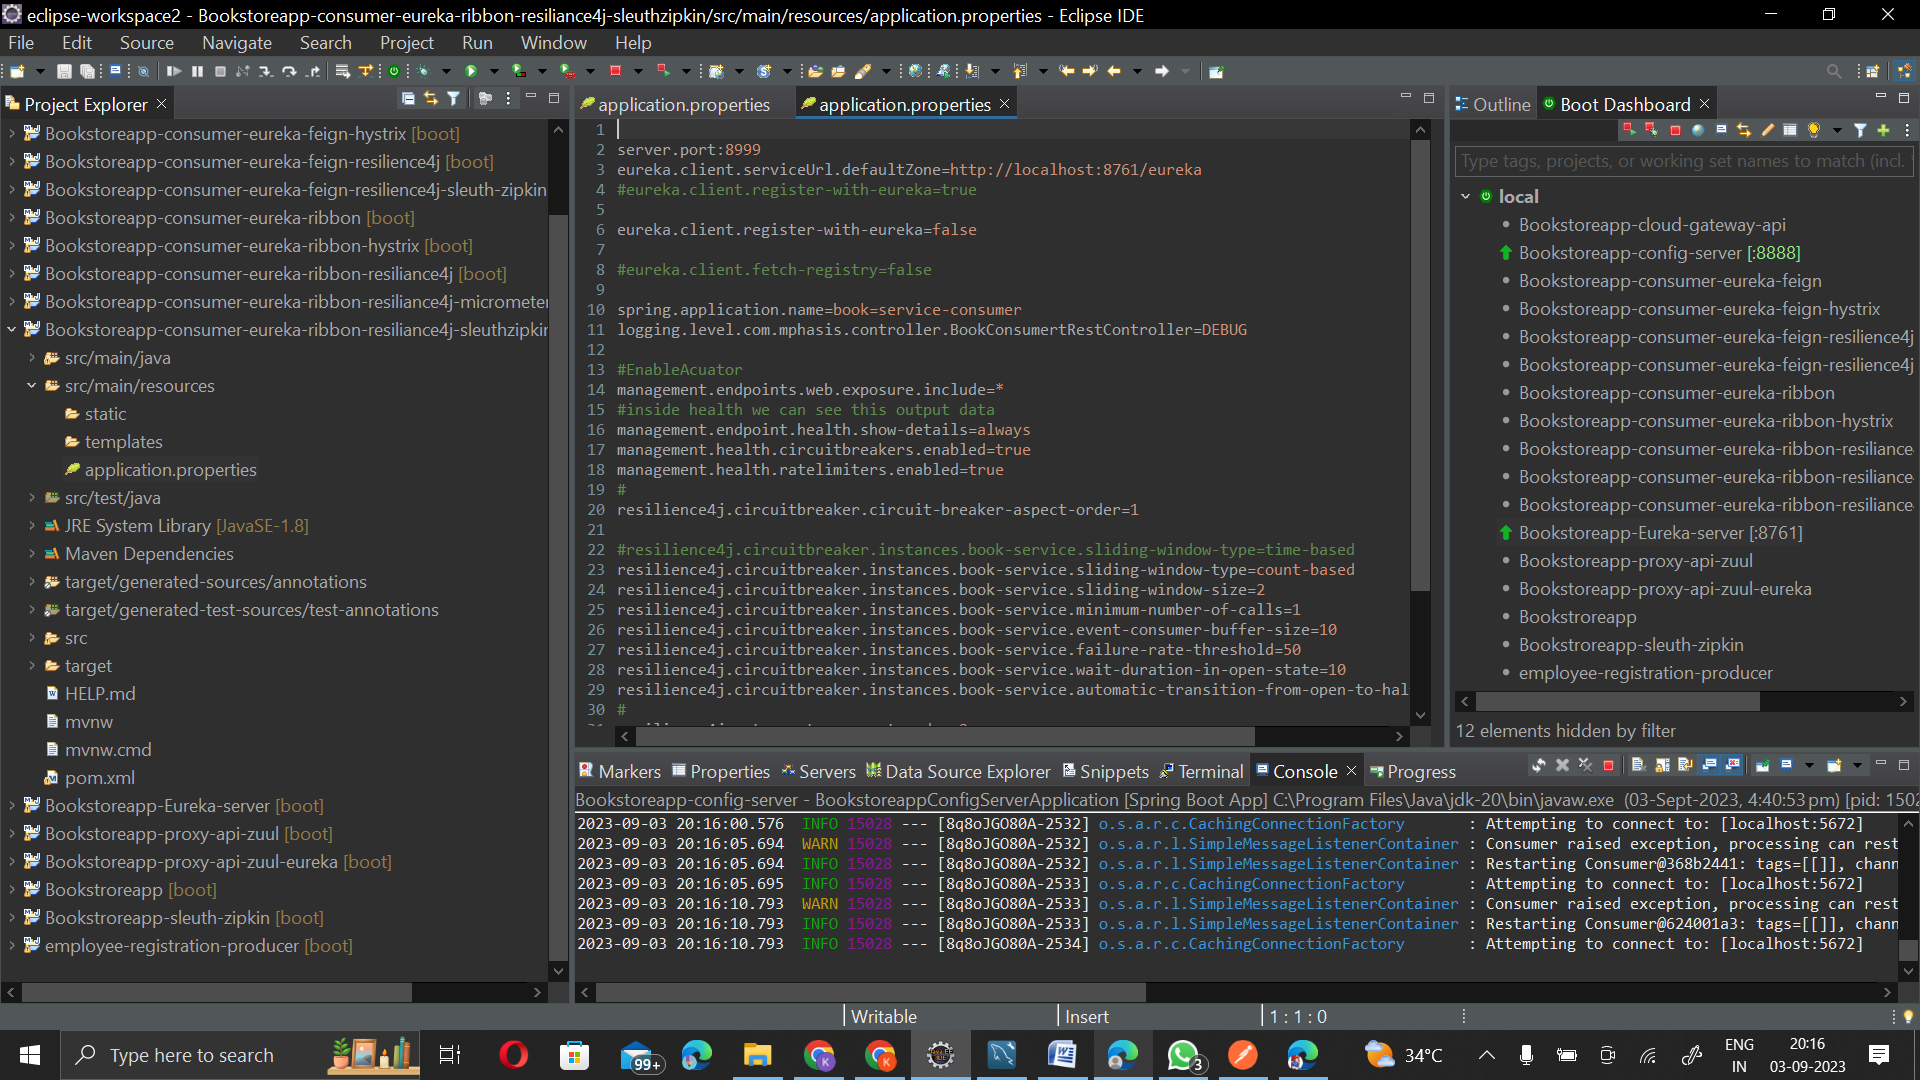 eclipse-workspace2 - Bookstoreapp-consumer-eureka-ribbon-resiliance4j-sleuthzipkin/src/main/resources/application.properties - Eclipse IDE
File Edit Source Navigate Search Project Run Window Help
Project Explorer
Bookstoreapp-consumer-eureka-feign-hystrix [boot]
Bookstoreapp-consumer-eureka-feign-resilience4j [boot]
Bookstoreapp-consumer-eureka-feign-resilience4j-sleuth-zipkin
Bookstoreapp-consumer-eureka-ribbon [boot]
Bookstoreapp-consumer-eureka-ribbon-hystrix [boot]
Bookstoreapp-consumer-eureka-ribbon-resiliance4j [boot]
Bookstoreapp-consumer-eureka-ribbon-resiliance4j-micrometer
Bookstoreapp-consumer-eureka-ribbon-resiliance4j-sleuthzipkin
src/main/java
src/main/resources
static
templates
application.properties
src/test/java
JRE System Library [JavaSE-1.8]
Maven Dependencies
target/generated-sources/annotations
target/generated-test-sources/test-annotations
src
target
HELP.md
mvnw
mvnw.cmd
pom.xml
Bookstoreapp-Eureka-server [boot]
Bookstoreapp-proxy-api-zuul [boot]
Bookstoreapp-proxy-api-zuul-eureka [boot]
Bookstroreapp [boot]
Bookstroreapp-sleuth-zipkin [boot]
employee-registration-producer [boot]
application.properties application.properties
1
2 server.port:8999
3 eureka.client.serviceUrl.defaultZone=http://localhost:8761/eureka
4 #eureka.client.register-with-eureka=true
5
6 eureka.client.register-with-eureka=false
7
8 #eureka.client.fetch-registry=false
9
10 spring.application.name=book=service-consumer
11 logging.level.com.mphasis.controller.BookConsumertRestController=DEBUG
12
13 #EnableAcuator
14 management.endpoints.web.exposure.include=*
15 #inside health we can see this output data
16 management.endpoint.health.show-details=always
17 management.health.circuitbreakers.enabled=true
18 management.health.ratelimiters.enabled=true
19 #
20 resilience4j.circuitbreaker.circuit-breaker-aspect-order=1
21
22 #resilience4j.circuitbreaker.instances.book-service.sliding-window-type=time-based
23 resilience4j.circuitbreaker.instances.book-service.sliding-window-type=count-based
24 resilience4j.circuitbreaker.instances.book-service.sliding-window-size=2
25 resilience4j.circuitbreaker.instances.book-service.minimum-number-of-calls=1
26 resilience4j.circuitbreaker.instances.book-service.event-consumer-buffer-size=10
27 resilience4j.circuitbreaker.instances.book-service.failure-rate-threshold=50
28 resilience4j.circuitbreaker.instances.book-service.wait-duration-in-open-state=10
29 resilience4j.circuitbreaker.instances.book-service.automatic-transition-from-open-to-hal
30 #
Outline Boot Dashboard
Type tags, projects, or working set names to match (incl. *
local
Bookstoreapp-cloud-gateway-api
Bookstoreapp-config-server [:8888]
Bookstoreapp-consumer-eureka-feign
Bookstoreapp-consumer-eureka-feign-hystrix
Bookstoreapp-consumer-eureka-feign-resilience4j
Bookstoreapp-consumer-eureka-feign-resilience4j
Bookstoreapp-consumer-eureka-ribbon
Bookstoreapp-consumer-eureka-ribbon-hystrix
Bookstoreapp-consumer-eureka-ribbon-resiliance
Bookstoreapp-consumer-eureka-ribbon-resiliance
Bookstoreapp-consumer-eureka-ribbon-resiliance
Bookstoreapp-Eureka-server [:8761]
Bookstoreapp-proxy-api-zuul
Bookstoreapp-proxy-api-zuul-eureka
Bookstroreapp
Bookstroreapp-sleuth-zipkin
employee-registration-producer
12 elements hidden by filter
Markers Properties Servers Data Source Explorer Snippets Terminal Console Progress
Bookstoreapp-config-server - BookstoreappConfigServerApplication [Spring Boot App] C:\Program Files\Java\jdk-20\bin\javaw.exe (03-Sept-2023, 4:40:53 pm) [pid: 1502
2023-09-03 20:16:00.576 INFO 15028 --- [8q8oJGO80A-2532] o.s.a.r.c.CachingConnectionFactory : Attempting to connect to: [localhost:5672]
2023-09-03 20:16:05.694 WARN 15028 --- [8q8oJGO80A-2532] o.s.a.r.l.SimpleMessageListenerContainer : Consumer raised exception, processing can rest
2023-09-03 20:16:05.694 INFO 15028 --- [8q8oJGO80A-2532] o.s.a.r.l.SimpleMessageListenerContainer : Restarting Consumer@368b2441: tags=[[]], chann
2023-09-03 20:16:05.695 INFO 15028 --- [8q8oJGO80A-2533] o.s.a.r.c.CachingConnectionFactory : Attempting to connect to: [localhost:5672]
2023-09-03 20:16:10.793 WARN 15028 --- [8q8oJGO80A-2533] o.s.a.r.l.SimpleMessageListenerContainer : Consumer raised exception, processing can rest
2023-09-03 20:16:10.793 INFO 15028 --- [8q8oJGO80A-2533] o.s.a.r.l.SimpleMessageListenerContainer : Restarting Consumer@624001a3: tags=[[]], chann
2023-09-03 20:16:10.793 INFO 15028 --- [8q8oJGO80A-2534] o.s.a.r.c.CachingConnectionFactory : Attempting to connect to: [localhost:5672]
Writable Insert 1 : 1 : 0
Type here to search 99+ 3 34°C ENG IN 20:16 03-09-2023